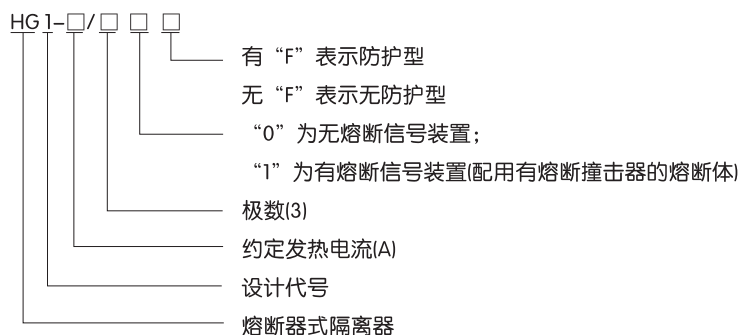 HG1-□/□ □ □
有“F”表示防护型
无“F”表示无防护型
“0”为无熔断信号装置；
“1”为有熔断信号装置(配用有熔断撞击器的熔断体)
极数(3)
约定发热电流(A)
设计代号
熔断器式隔离器